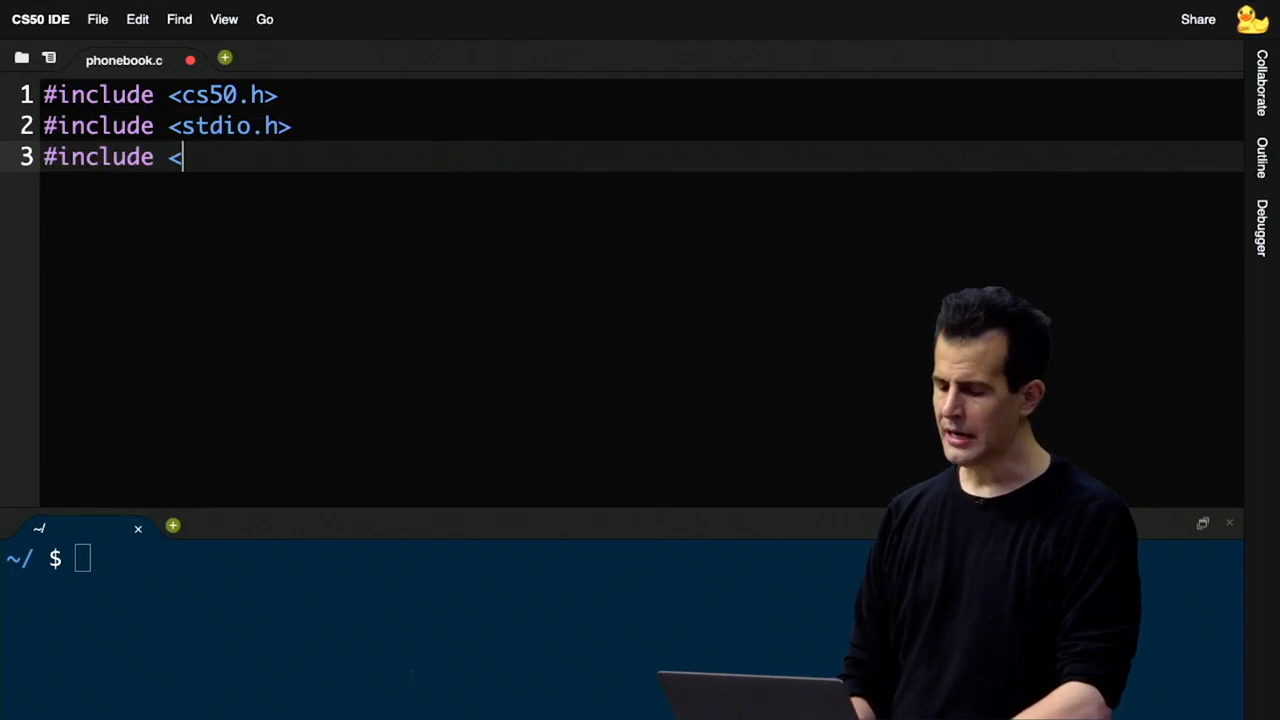 CS50 IDE File Edit Find View Go Share
phonebook.c
1 #include <cs50.h>
2 #include <stdio.h>
3 #include <
~/
~/ $
Collaborate
Outline
Debugger